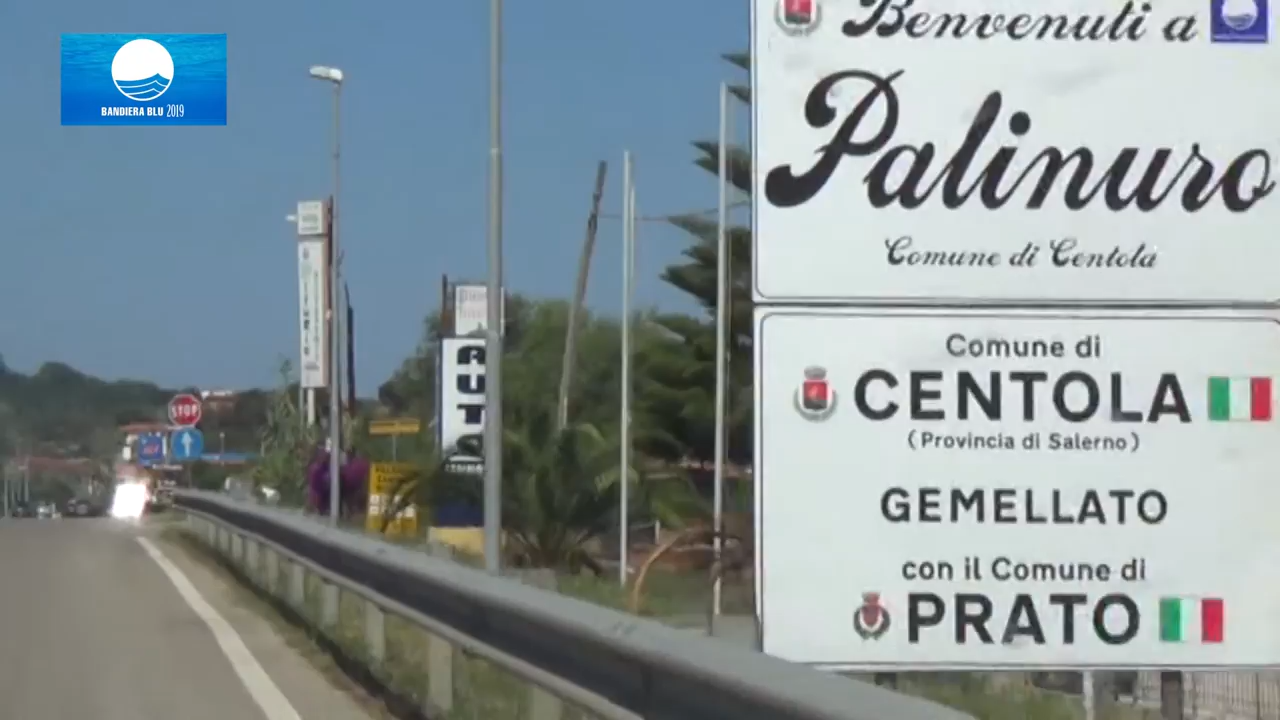 BANDIERA BLU 2019
Benvenuti a
Palinuro
Comune di Centola
Comune di
CENTOLA
(Provincia di Salerno)
GEMELLATO
con il Comune di
PRATO
AUTO
STOP